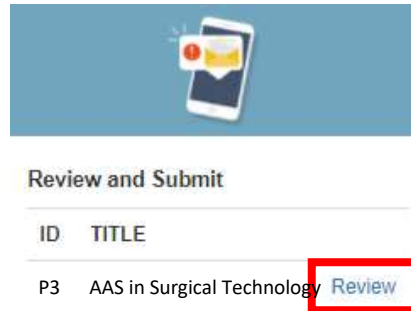 Review and Submit
ID TITLE
P3 AAS in Surgical Technology Review